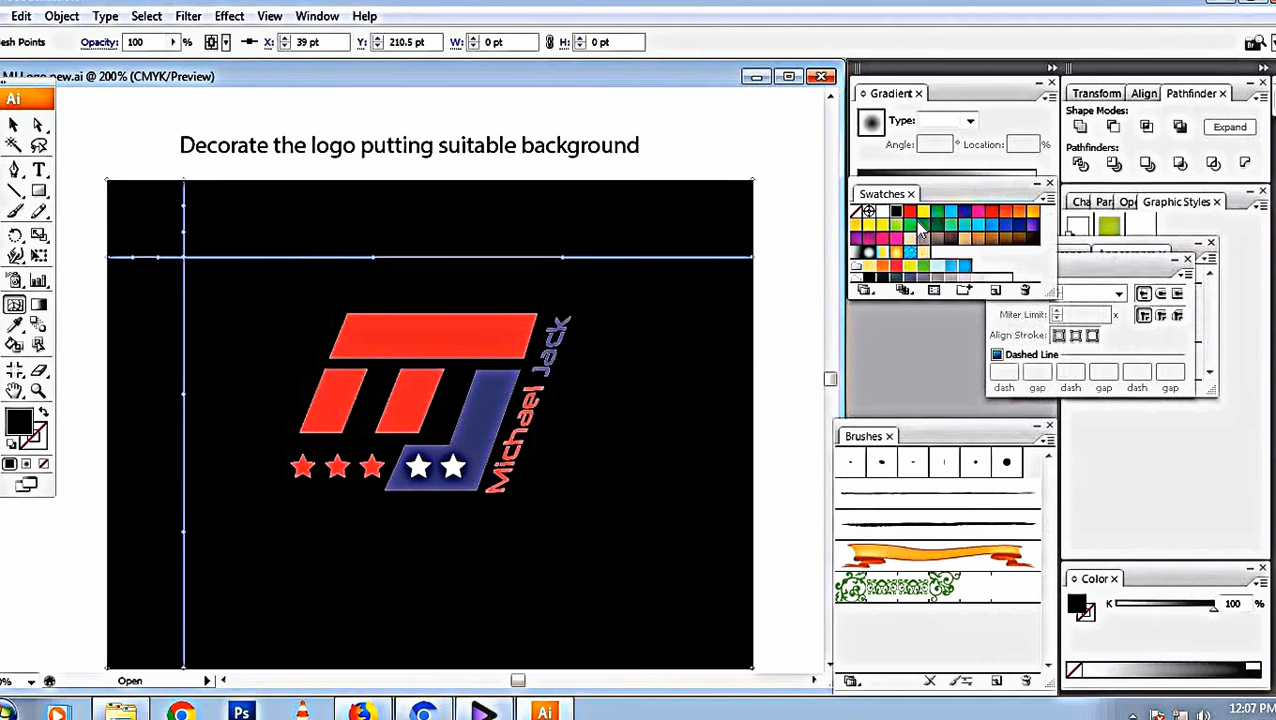 Edit Object Type Select Filter Effect View Window Help
Mesh Points Opacity: 100 % X: 39 pt Y: 210.5 pt W: 0 pt H: 0 pt
MJ Logo new.ai @ 200% (CMYK/Preview)
Ai
Decorate the logo putting suitable background
Michael Jack
Gradient
Type:
Angle: ° Location: %
Swatches
Transform Align Pathfinder
Shape Modes:
Expand
Pathfinders:
Cha Par Op Graphic Styles
Miter Limit: x
Align Stroke:
Dashed Line
dash gap dash gap dash gap
Brushes
Color
K 100 %
Open
Ps Ai 12:07 PM